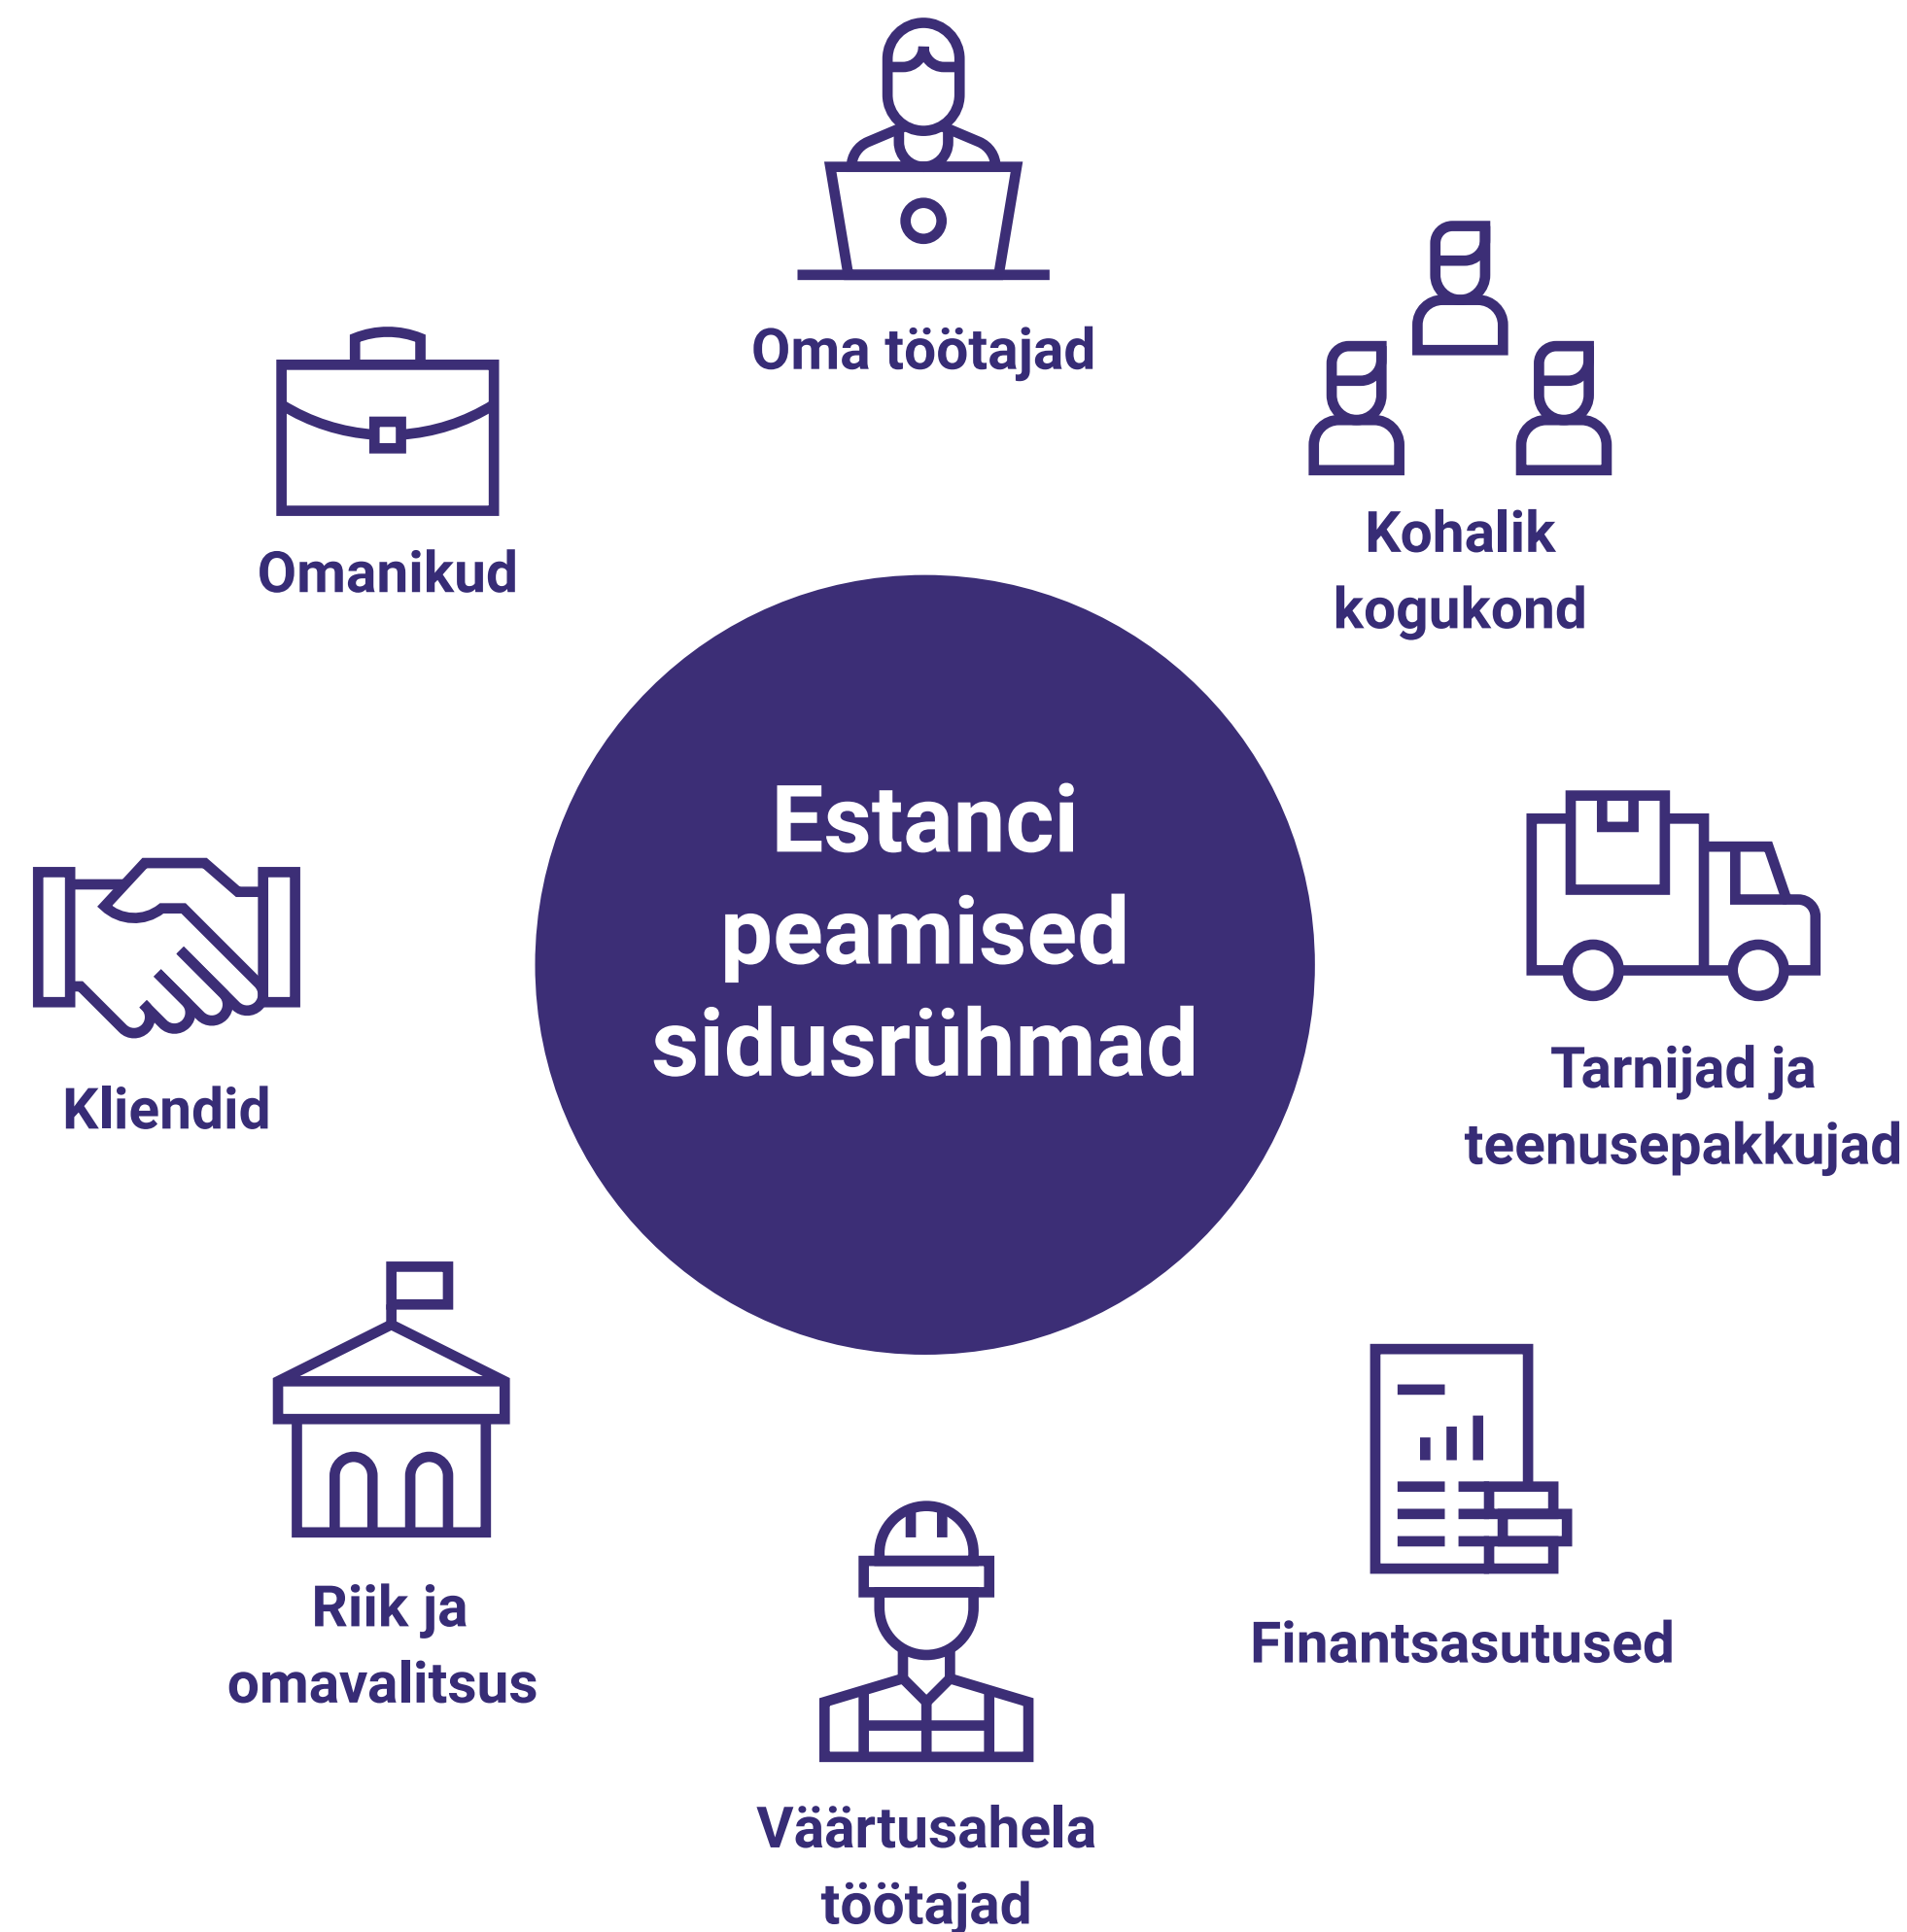 Oma töötajad
Kohalik
kogukond
Omanikud
Estanci
peamised
sidusrühmad
Tarnijad ja
teenusepakkujad
Kliendid
Riik ja
omavalitsus
Finantsasutused
Väärtusahela
töötajad